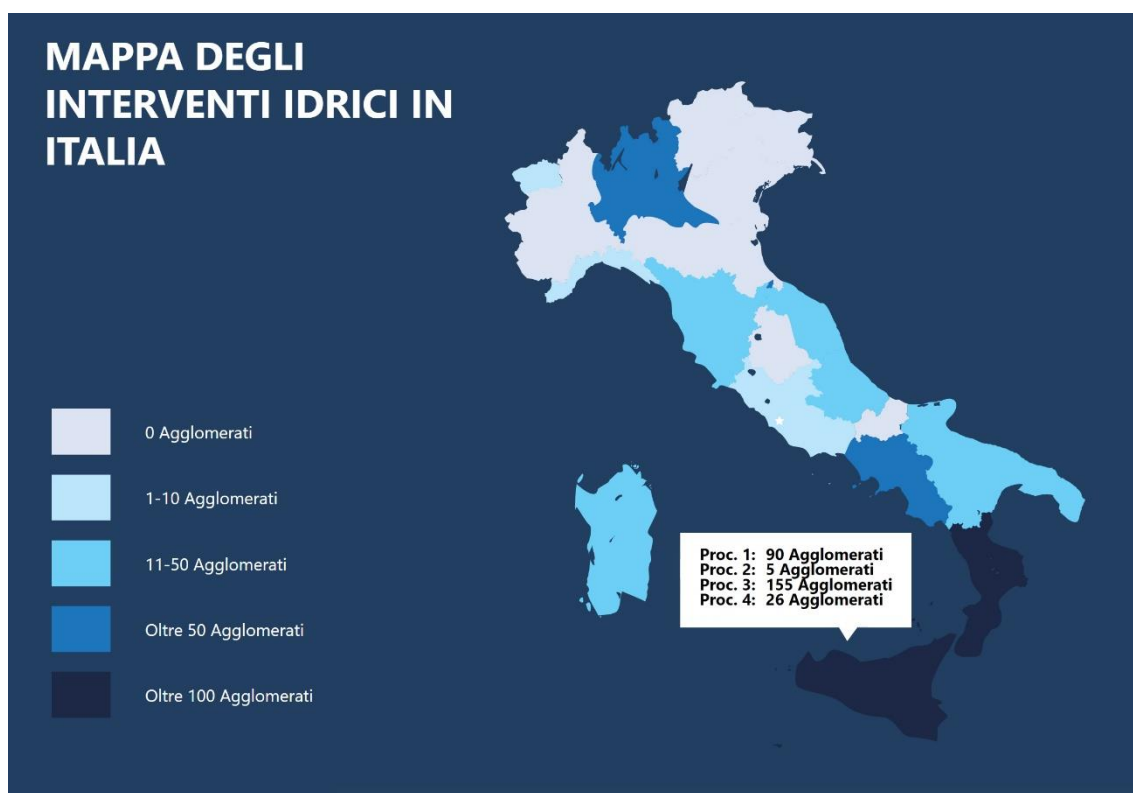 MAPPA DEGLI
INTERVENTI IDRICI IN
ITALIA
0 Agglomerati
1-10 Agglomerati
11-50 Agglomerati
Oltre 50 Agglomerati
Oltre 100 Agglomerati
Proc. 1: 90 Agglomerati
Proc. 2: 5 Agglomerati
Proc. 3: 155 Agglomerati
Proc. 4: 26 Agglomerati